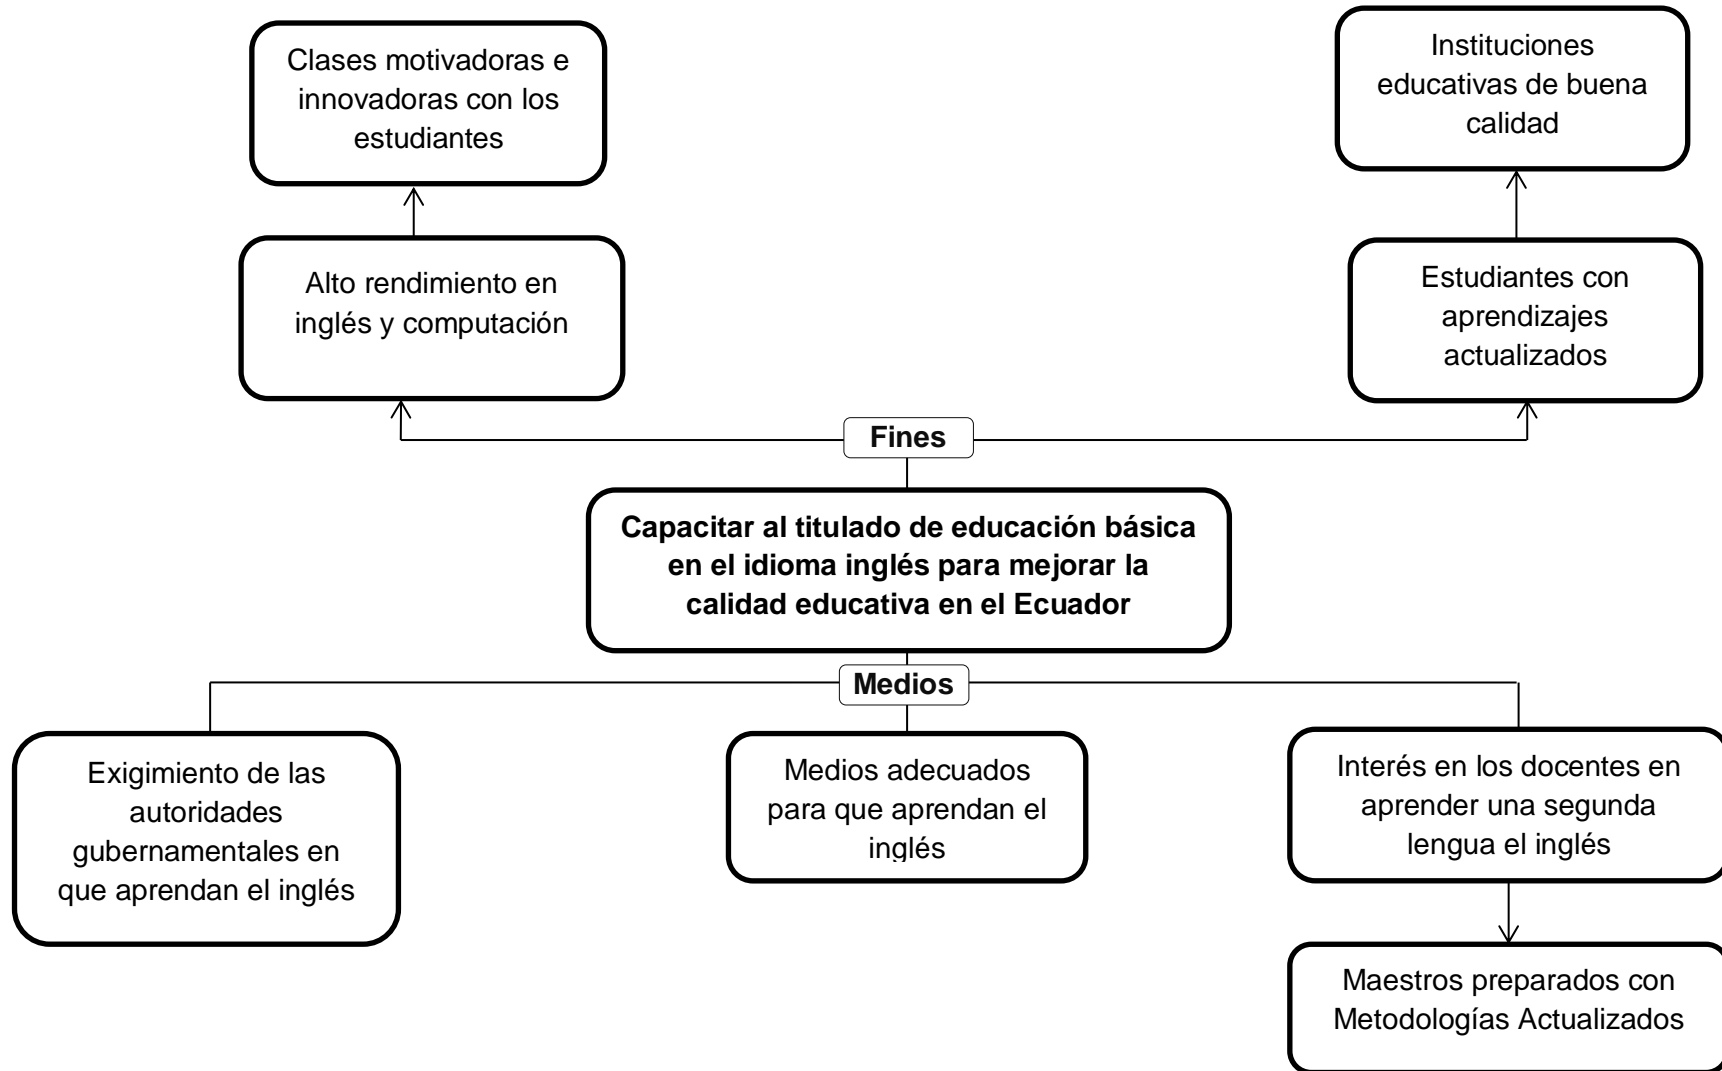 Clases motivadoras e
innovadoras con los
estudiantes
Instituciones
educativas de buena
calidad
Alto rendimiento en
inglés y computación
Estudiantes con
aprendizajes
actualizados
Fines
Capacitar al titulado de educación básica
en el idioma inglés para mejorar la
calidad educativa en el Ecuador
Medios
Exigimiento de las
autoridades
gubernamentales en
que aprendan el inglés
Medios adecuados
para que aprendan el
inglés
Interés en los docentes en
aprender una segunda
lengua el inglés
Maestros preparados con
Metodologías Actualizados